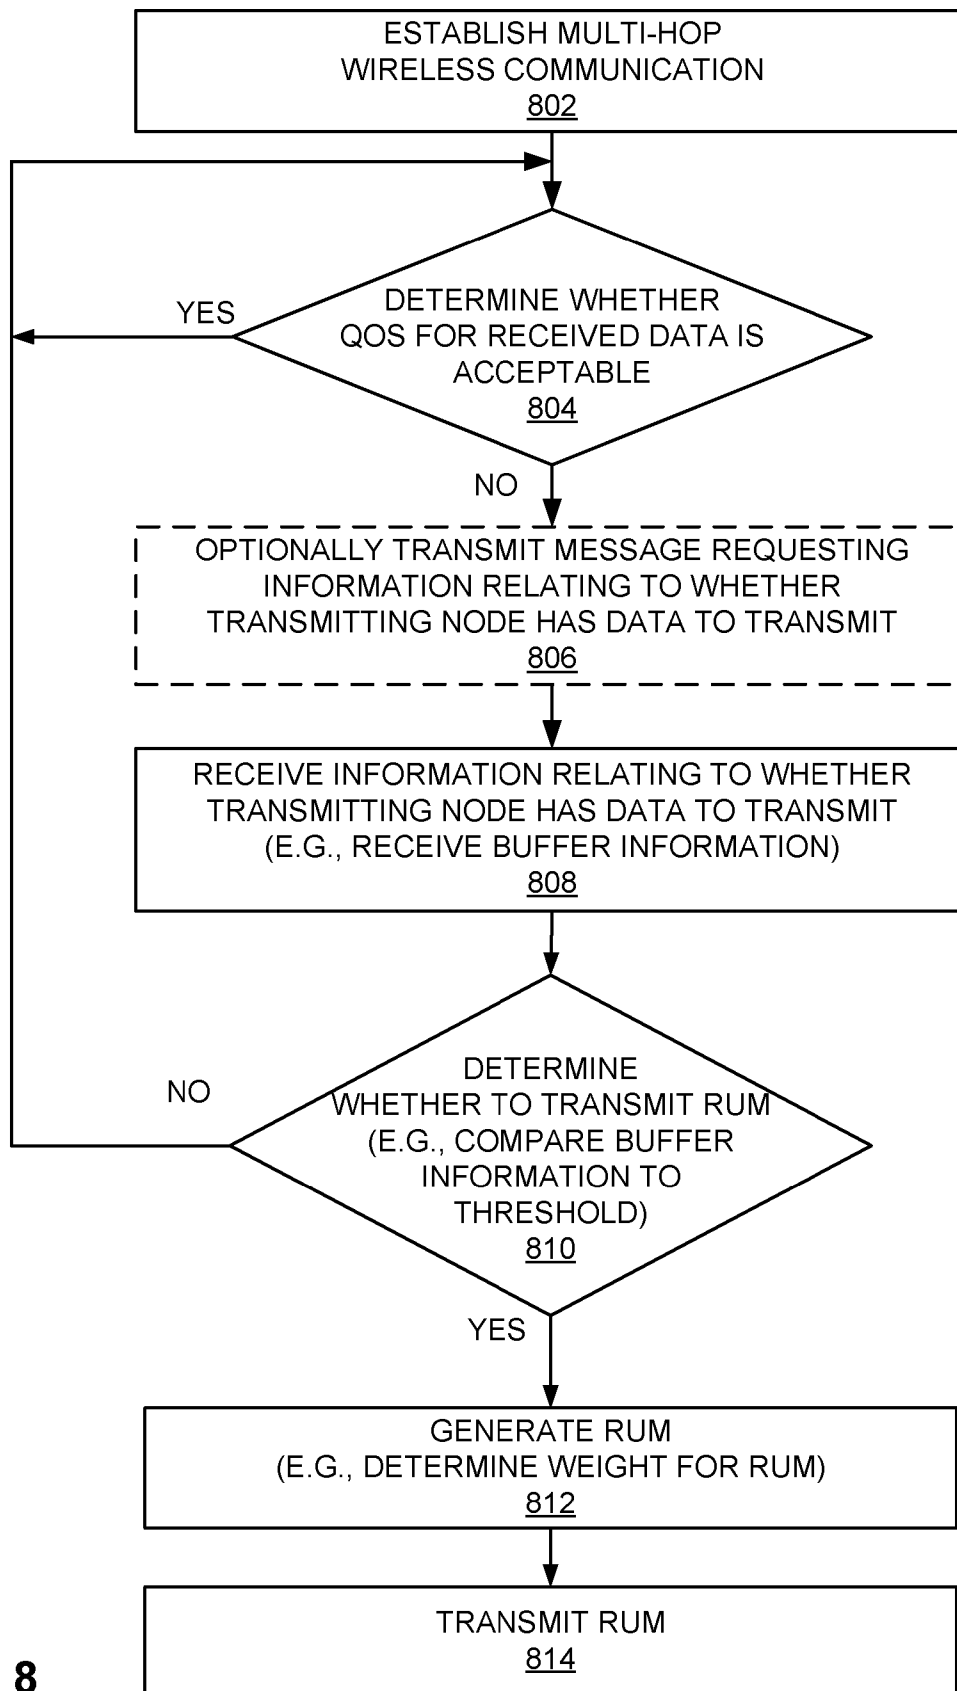 ESTABLISH MULTI-HOP
WIRELESS COMMUNICATION
802
YES
DETERMINE WHETHER
QOS FOR RECEIVED DATA IS
ACCEPTABLE
804
NO
OPTIONALLY TRANSMIT MESSAGE REQUESTING
INFORMATION RELATING TO WHETHER
TRANSMITTING NODE HAS DATA TO TRANSMIT
806
RECEIVE INFORMATION RELATING TO WHETHER
TRANSMITTING NODE HAS DATA TO TRANSMIT
(E.G., RECEIVE BUFFER INFORMATION)
808
NO
DETERMINE
WHETHER TO TRANSMIT RUM
(E.G., COMPARE BUFFER
INFORMATION TO
THRESHOLD)
810
YES
GENERATE RUM
(E.G., DETERMINE WEIGHT FOR RUM)
812
TRANSMIT RUM
814
8